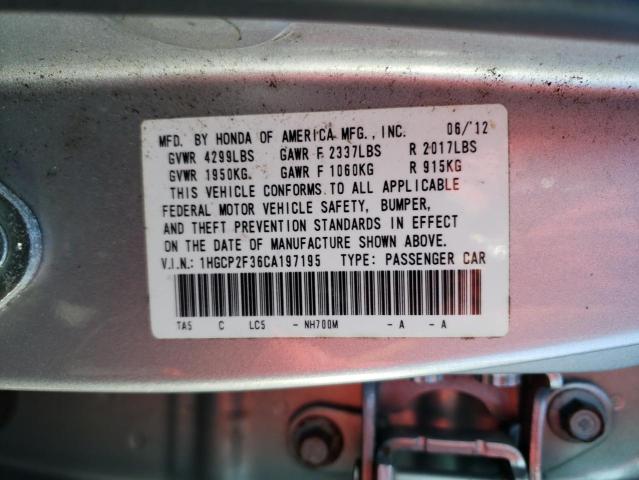 MFD. BY HONDA OF AMERICA MFG., INC. 06/'12
GVWR 4299LBS GAWR F 2337LBS R 2017LBS
GVWR 1950KG. GAWR F 1060KG R 915KG
THIS VEHICLE CONFORMS TO ALL APPLICABLE
FEDERAL MOTOR VEHICLE SAFETY, BUMPER,
AND THEFT PREVENTION STANDARDS IN EFFECT
ON THE DATE OF MANUFACTURE SHOWN ABOVE.
V.I.N.: 1HGCP2F36CA197195 TYPE: PASSENGER CAR
TA5 C LC5 - NH700M - A - A